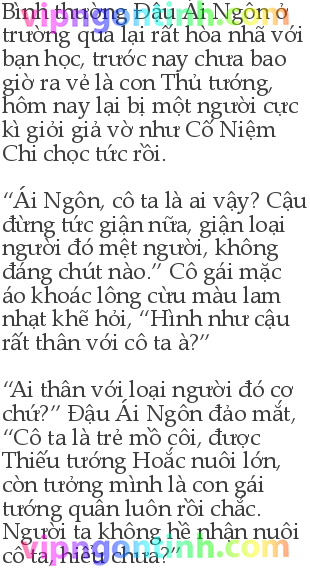 Bình thường Đậu Ái Ngôn ở
vipngontinh.com
trường qua lại rất hòa nhã với
bạn học, trước nay chưa bao
giờ ra vẻ là con Thủ tướng,
hôm nay lại bị một người cực
kì giỏi giả vờ như Cố Niệm
Chi chọc tức rồi.
“Ái Ngôn, cô ta là ai vậy? Cậu
đừng tức giận nữa, giận loại
người đó mệt người, không
đáng chút nào.” Cô gái mặc
áo khoác lông cừu màu lam
nhạt khẽ hỏi, “Hình như cậu
rất thân với cô ta à?”
“Ai thân với loại người đó cơ
chứ?” Đậu Ái Ngôn đảo mắt,
“Cô ta là trẻ mồ côi, được
Thiếu tướng Hoắc nuôi lớn,
còn tưởng mình là con gái
tướng quân luôn rồi chắc.
Người ta không hề nhận nuôi
cô ta, hiểu chưa?”
vipngontinh.com